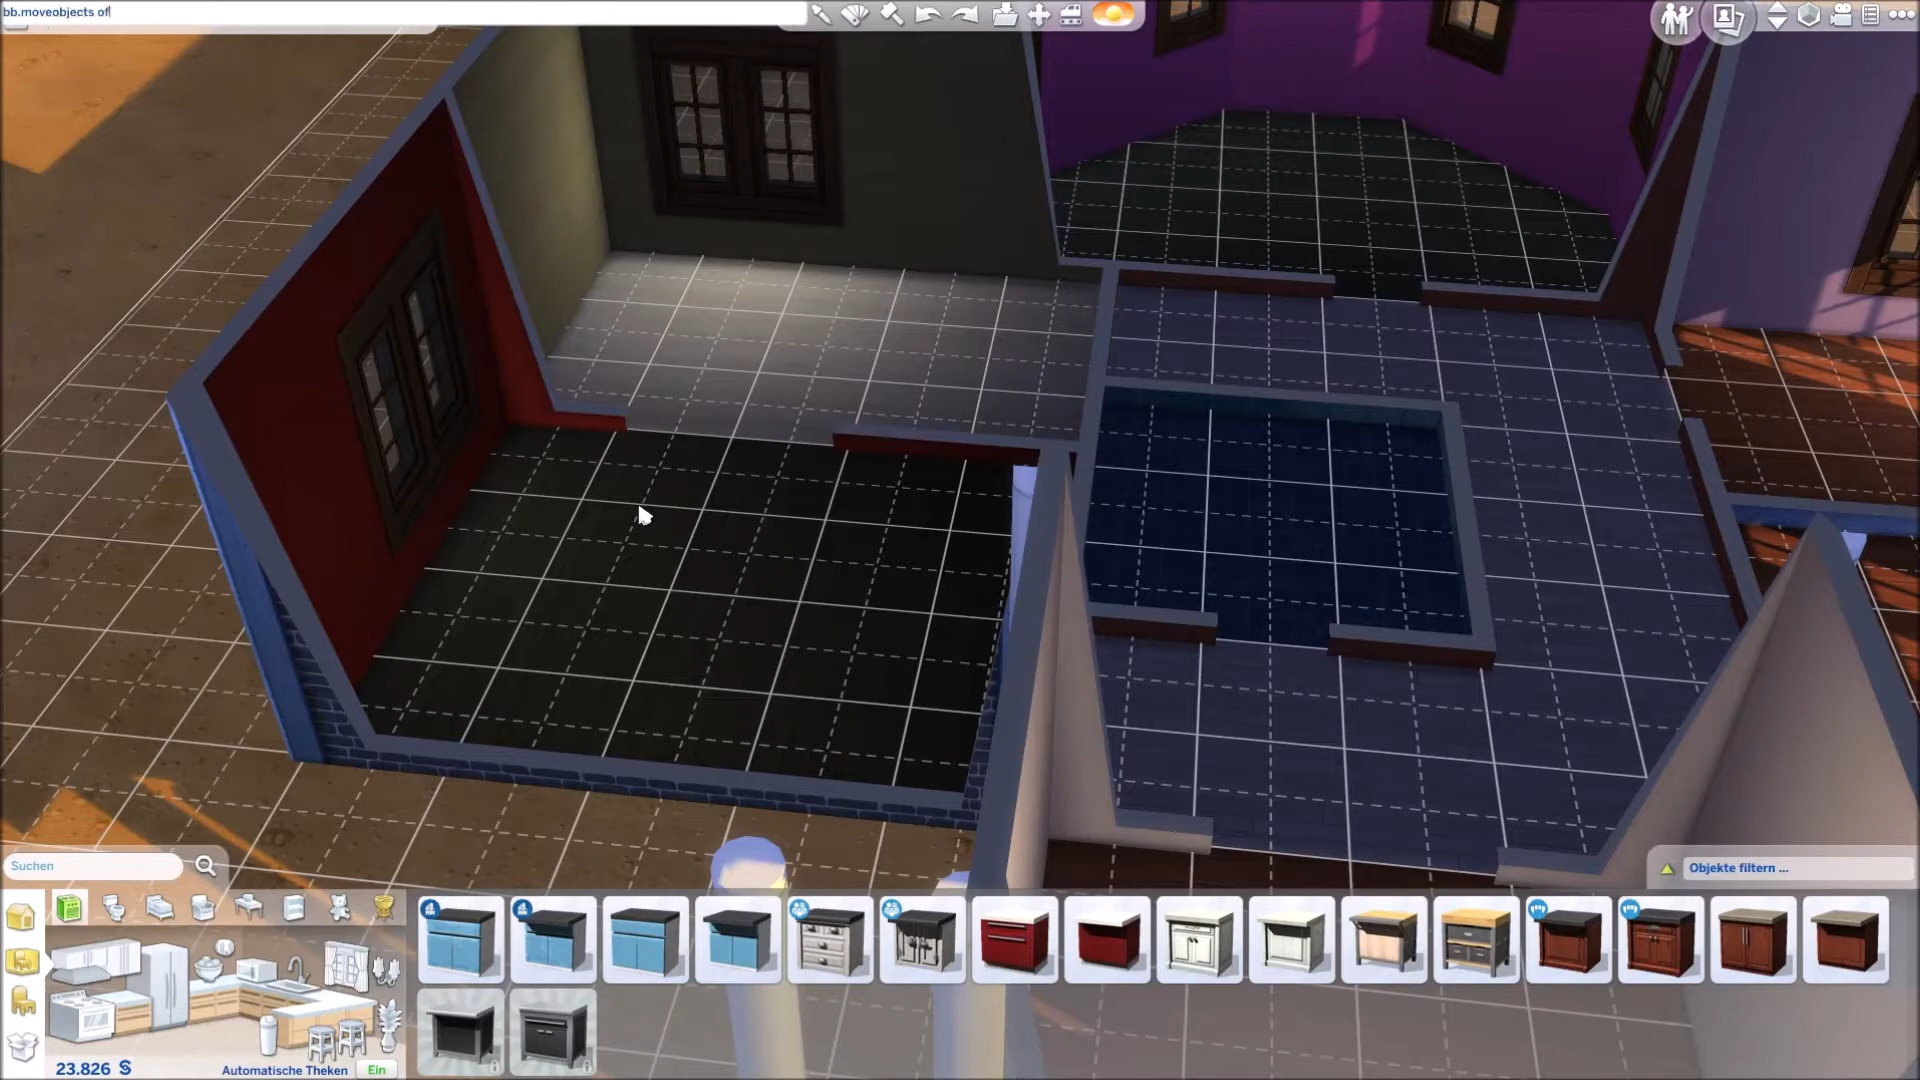 bb.moveobjects of
Suchen
Objekte filtern ...
23.826 §
Automatische Theken
Ein